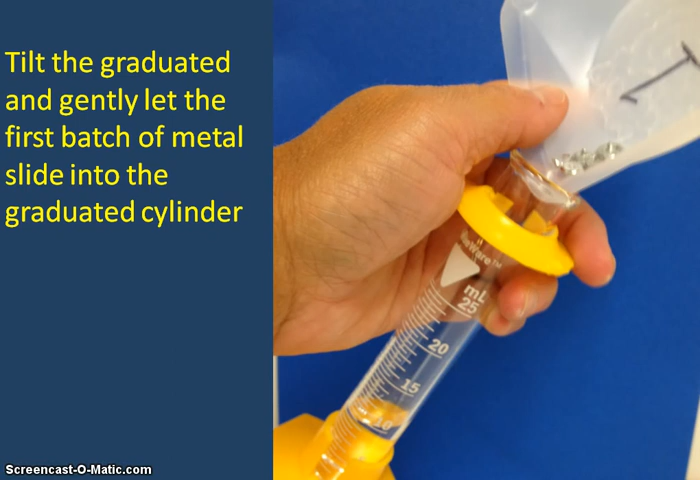 Tilt the graduated
and gently let the
first batch of metal
slide into the
graduated cylinder
mL
25
20
15
10
Screencast-O-Matic.com